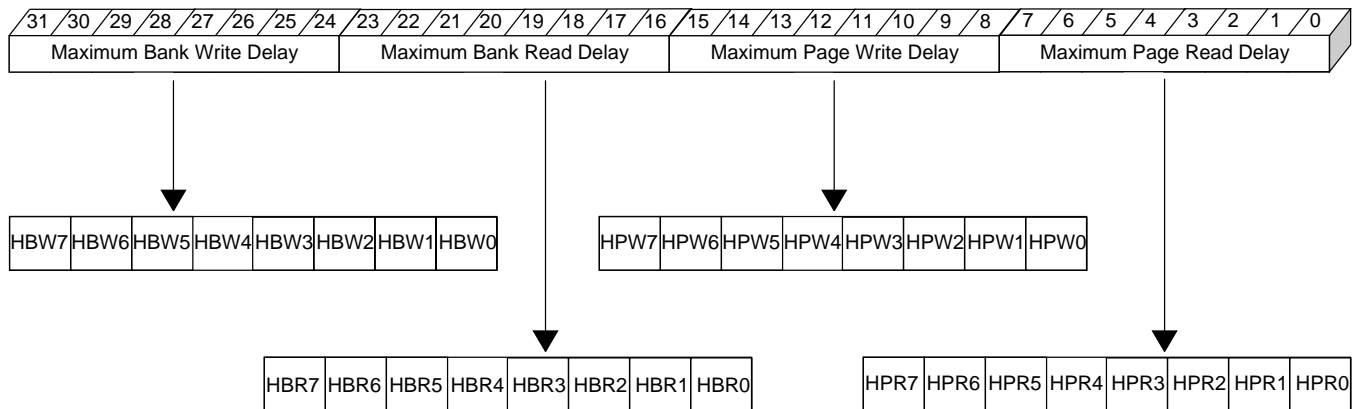 31 30 29 28 27 26 25 24 23 22 21 20 19 18 17 16 15 14 13 12 11 10 9 8 7 6 5 4 3 2 1 0
Maximum Bank Write Delay Maximum Bank Read Delay Maximum Page Write Delay Maximum Page Read Delay
HBW7 HBW6 HBW5 HBW4 HBW3 HBW2 HBW1 HBW0 HPW7 HPW6 HPW5 HPW4 HPW3 HPW2 HPW1 HPW0
HBR7 HBR6 HBR5 HBR4 HBR3 HBR2 HBR1 HBR0 HPR7 HPR6 HPR5 HPR4 HPR3 HPR2 HPR1 HPR0